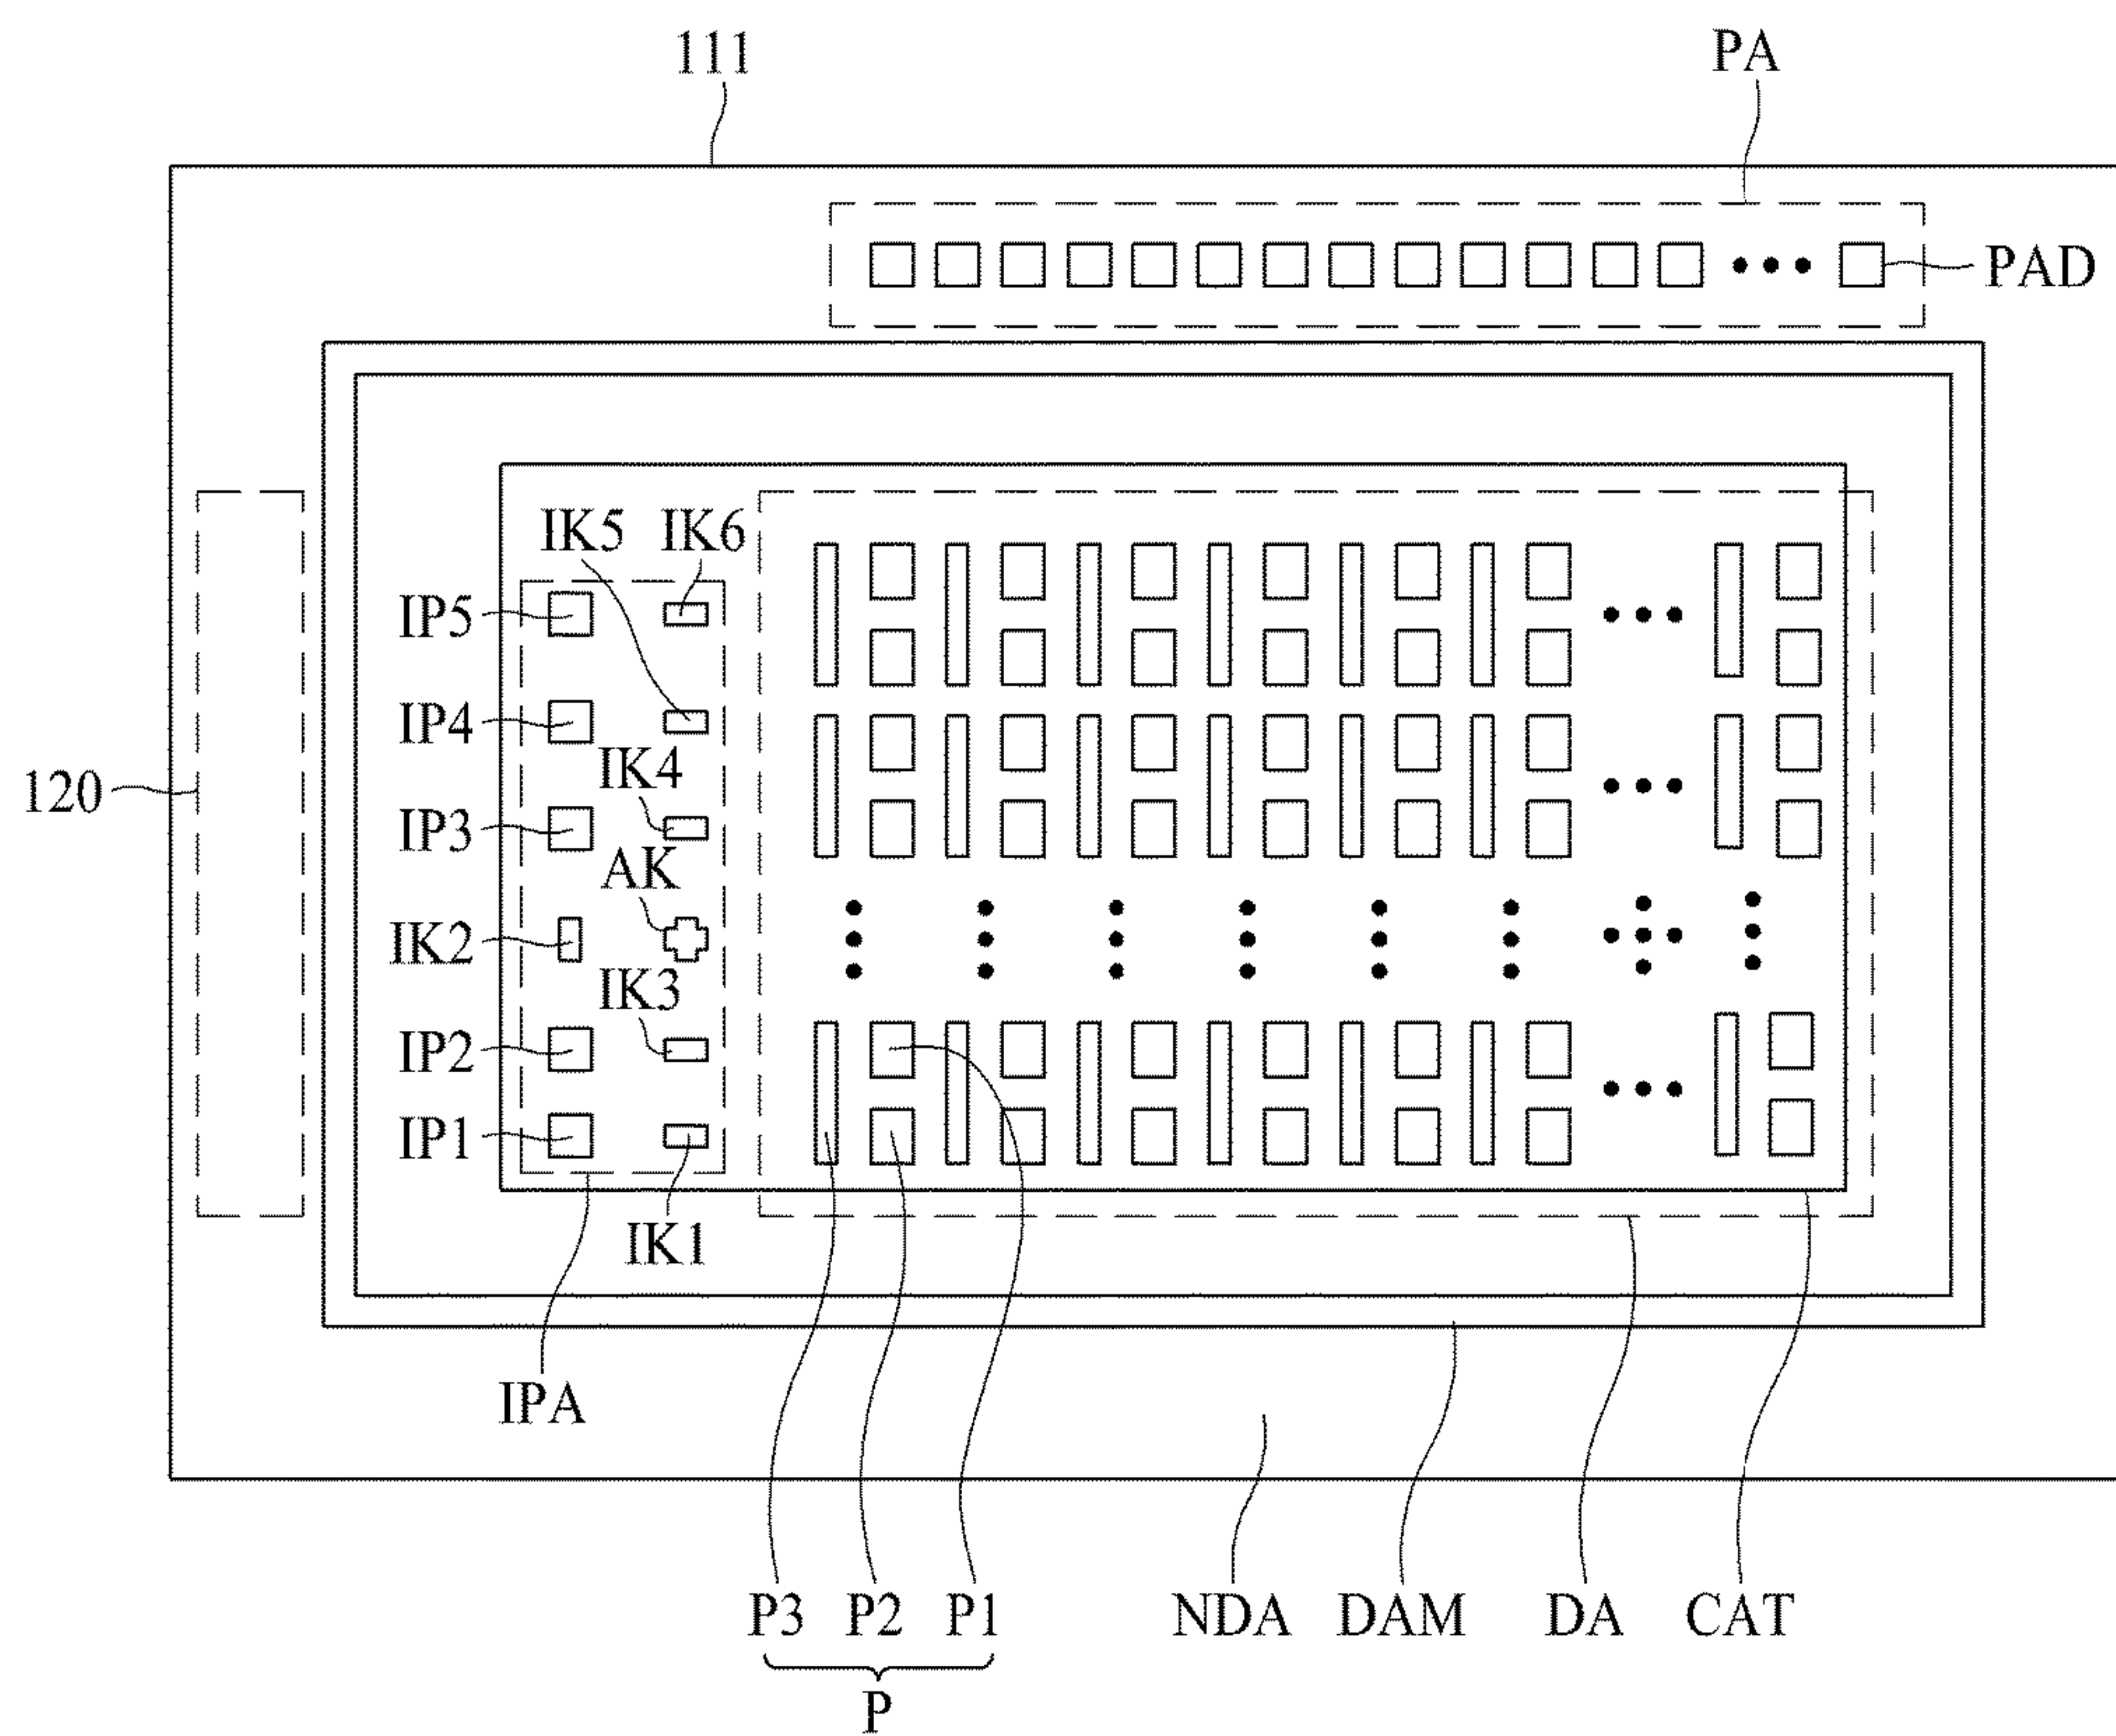 111
PA
PAD
IK5
IK6
IP5
IP4
IK4
120
IP3
AK
IK2
IK3
IP2
IP1
IK1
IPA
P3
P2
P1
NDA
DAM
DA
CAT
P